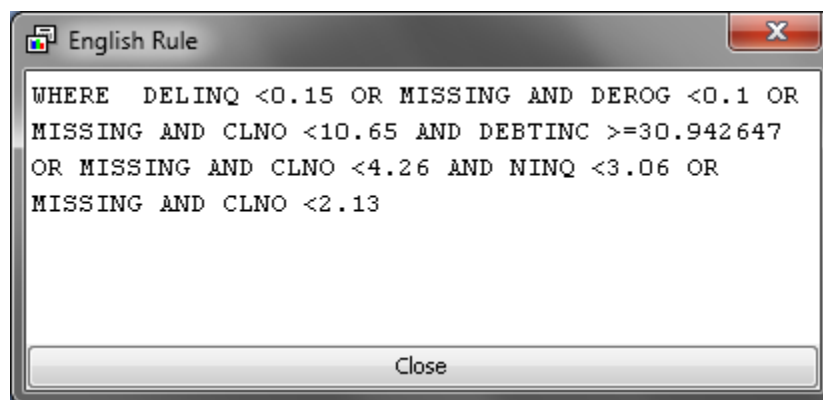 English Rule
WHERE  DELINQ <0.15 OR MISSING AND DEROG <0.1 OR
MISSING AND CLNO <10.65 AND DEBTINC >=30.942647
OR MISSING AND CLNO <4.26 AND NINQ <3.06 OR
MISSING AND CLNO <2.13
Close